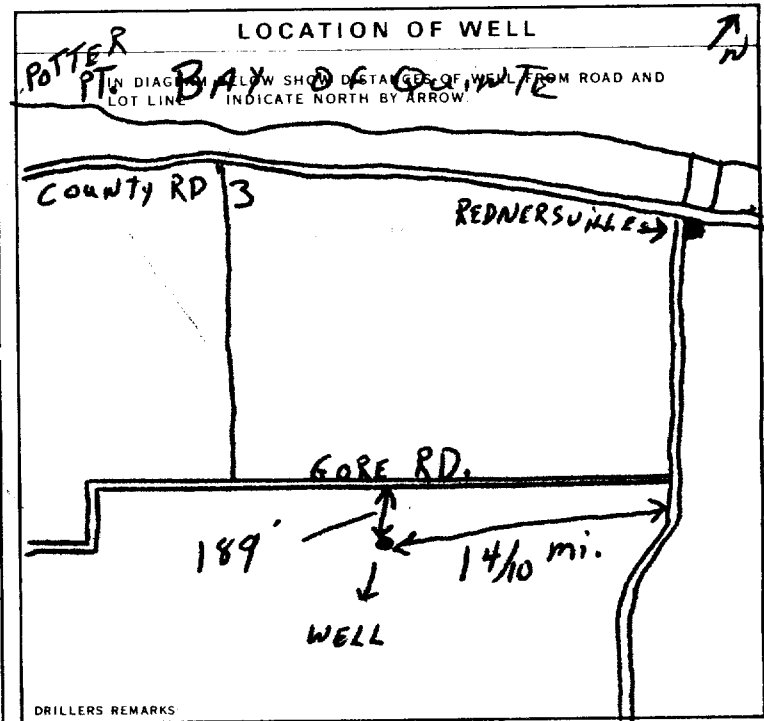 LOCATION OF WELL
N
POTTER PT. BAY OF QUINTE
IN DIAGRAM BELOW SHOW DISTANCES OF WELL FROM ROAD AND
LOT LINE INDICATE NORTH BY ARROW.
COUNTY RD 3
REDNERSVILLE
GORE RD.
189'
1 4/10 mi.
WELL
DRILLERS REMARKS